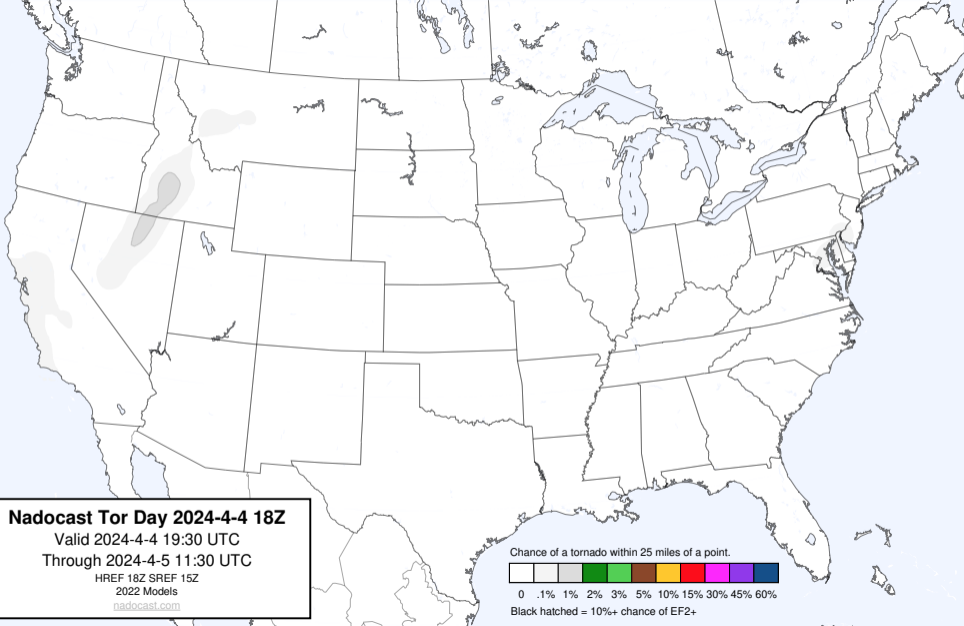 Nadocast Tor Day 2024-4-4 18Z
Valid 2024-4-4 19:30 UTC
Through 2024-4-5 11:30 UTC
HREF 18Z SREF 15Z
2022 Models
nadocast.com
Chance of a tornado within 25 miles of a point.
0 .1% 1% 2% 3% 5% 10% 15% 30% 45% 60%
Black hatched = 10%+ chance of EF2+